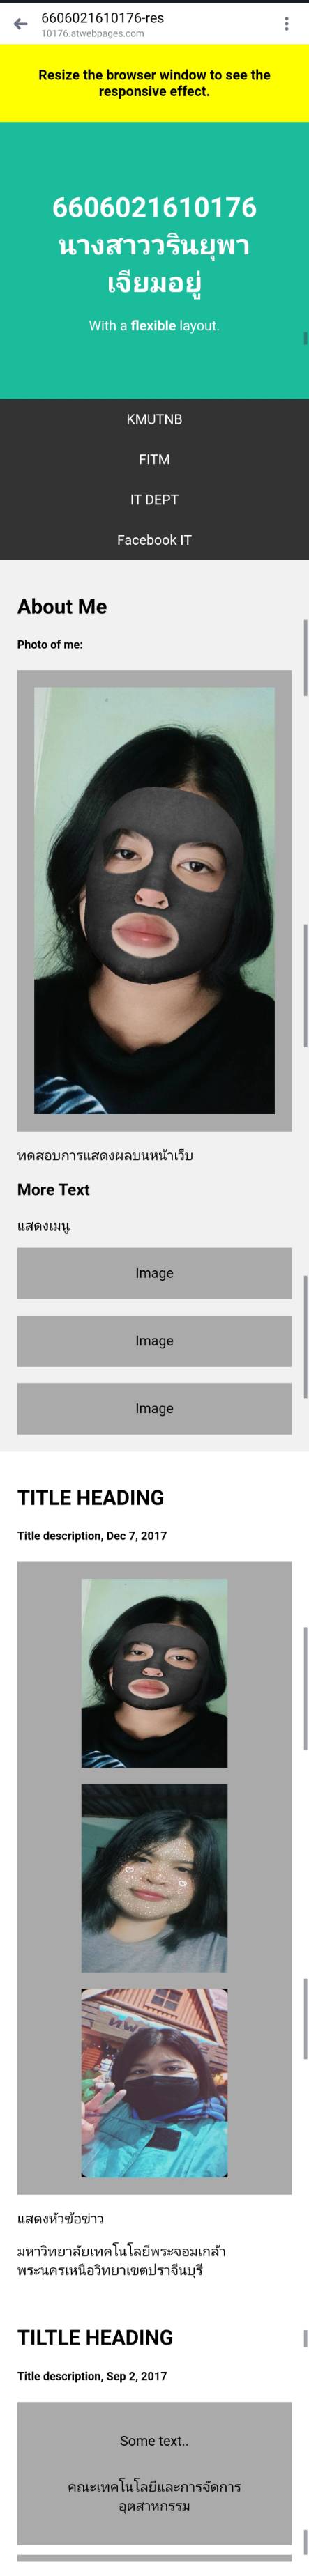 6606021610176-res
10176.atwebpages.com
Resize the browser window to see the
responsive effect.
6606021610176
นางสาววรินยุพา
เจียมอยู่
With a flexible layout.
KMUTNB
FITM
IT DEPT
Facebook IT
About Me
Photo of me:
ทดสอบการแสดงผลบนหน้าเว็บ
More Text
แสดงเมนู
Image
Image
Image
TITLE HEADING
Title description, Dec 7, 2017
แสดงหัวข้อข่าว
มหาวิทยาลัยเทคโนโลยีพระจอมเกล้า
พระนครเหนือวิทยาเขตปราจีนบุรี
TILTLE HEADING
Title description, Sep 2, 2017
Some text..
คณะเทคโนโลยีและการจัดการ
อุตสาหกรรม